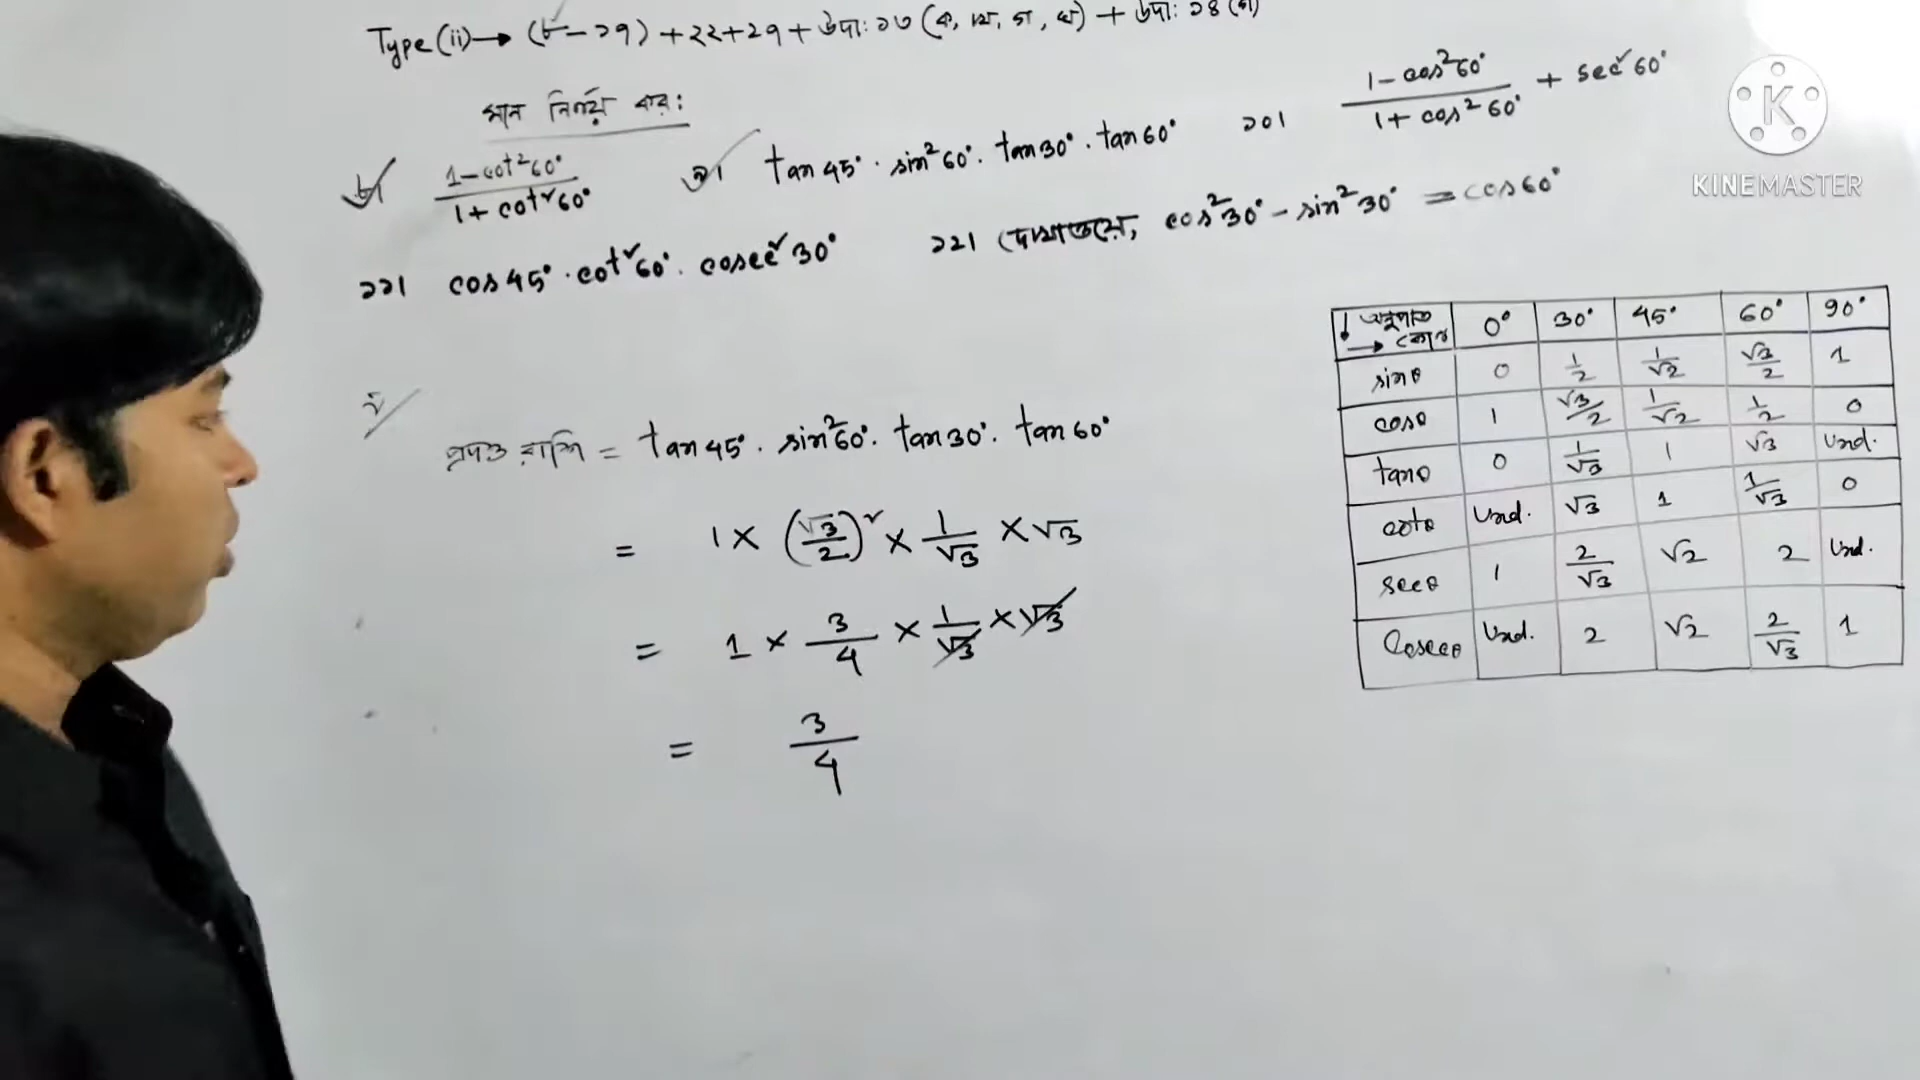 Type (ii) → (৮ – ১৭) + ২২ + ২৭ + উদা: ১৩ (ক, খ, গ, ঘ) + উদা: ১৪ (গ)
মান নির্ণয় কর:
৮। (1 - cot²60°)/(1 + cot²60°) ৯। tan 45° . sin²60° . tan 30° . tan 60° ১০। (1 - cos²60°)/(1 + cos²60°) + sec²60°
১১। cos 45° . cot²60° . cosec²30° ১২। দেখাও যে, cos²30° - sin²30° = cos 60°
KINEMASTER
৯
প্রদত্ত রাশি = tan 45° . sin²60° . tan 30° . tan 60°
= 1 × (√3/2)² × 1/√3 × √3
= 1 × 3/4 × 1/√3 × √3
= 3/4
↓ অনুপাত → কোণ 0° 30° 45° 60° 90°
sinθ 0 1/2 1/√2 √3/2 1
cosθ 1 √3/2 1/√2 1/2 0
tanθ 0 1/√3 1 √3 Und.
cotθ Und. √3 1 1/√3 0
secθ 1 2/√3 √2 2 Und.
Cosecθ Und. 2 √2 2/√3 1